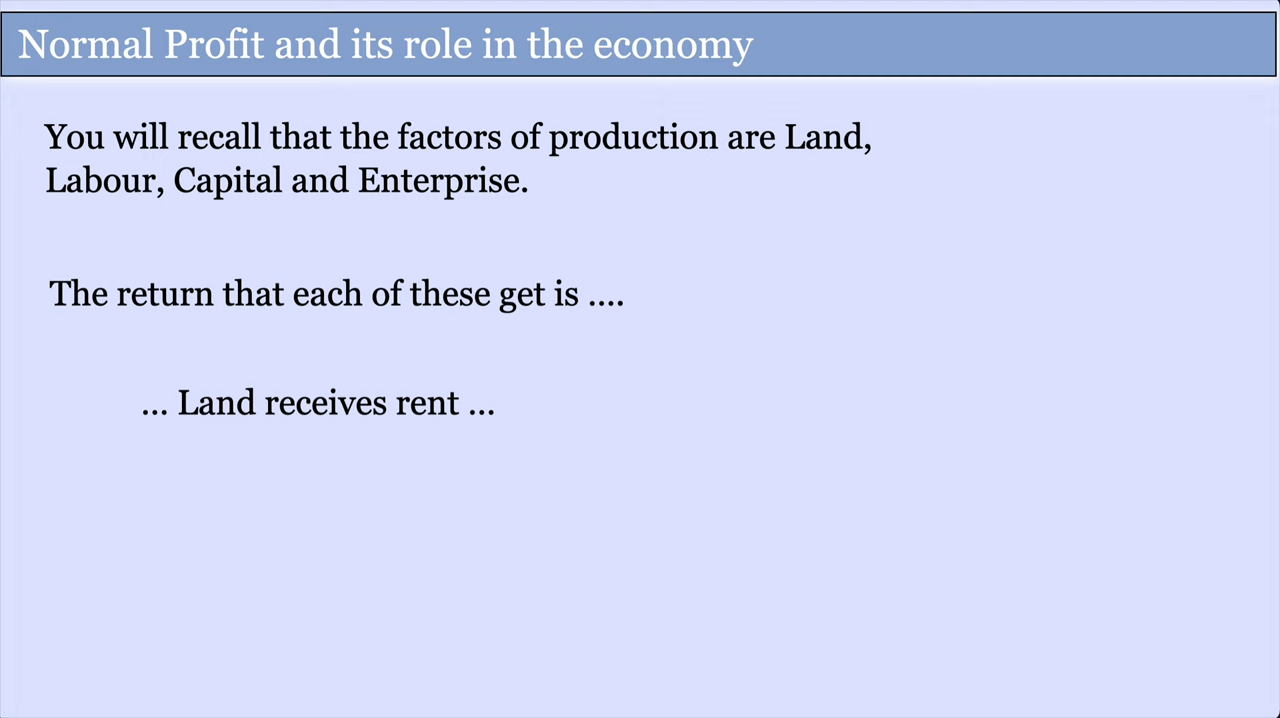 Normal Profit and its role in the economy
You will recall that the factors of production are Land,
Labour, Capital and Enterprise.
The return that each of these get is ....
... Land receives rent ...